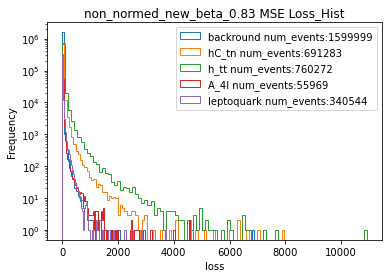 non_normed_new_beta_0.83 MSE Loss_Hist
backround num_events:1599999
hC_tn num_events:691283
h_tt num_events:760272
A_4l num_events:55969
leptoquark num_events:340544
Frequency
10⁶
10⁵
10⁴
10³
10²
10¹
10⁰
0 2000 4000 6000 8000 10000
loss